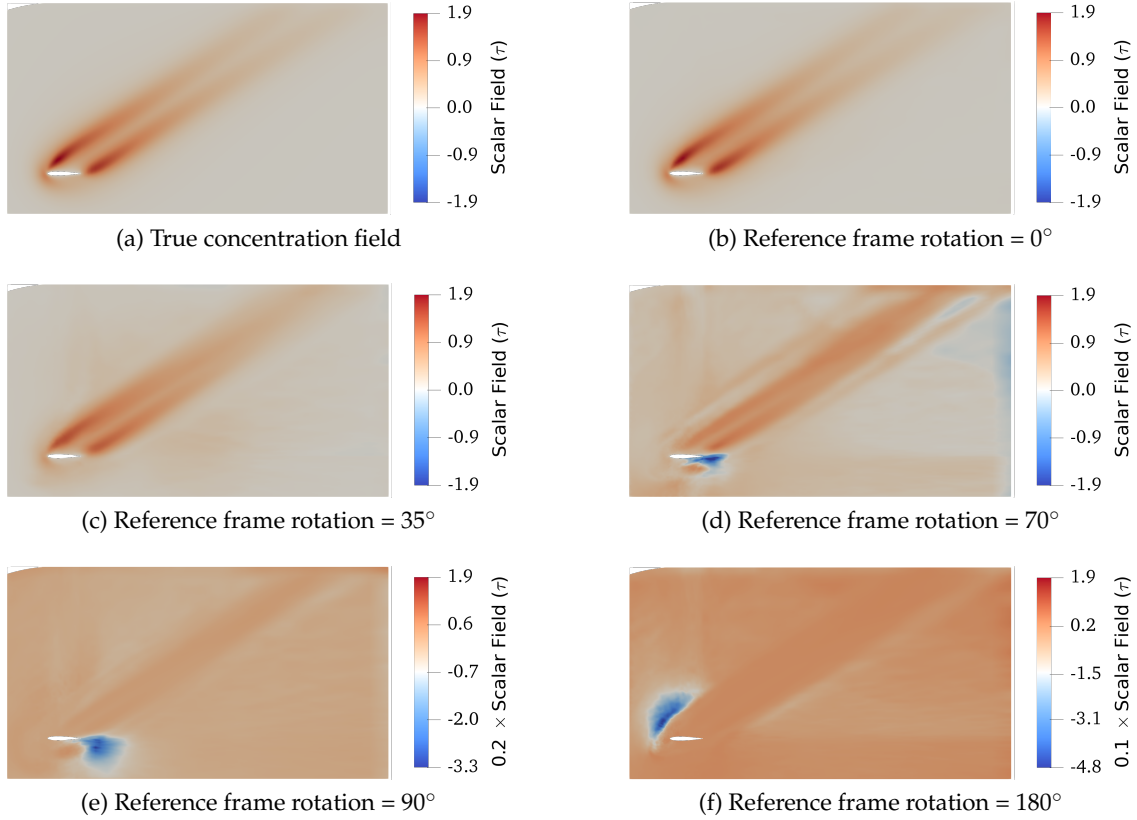 1.9
0.9
0.0
-0.9
-1.9
Scalar Field (τ)
(a) True concentration field
1.9
0.9
0.0
-0.9
-1.9
Scalar Field (τ)
(b) Reference frame rotation = 0°
1.9
0.9
0.0
-0.9
-1.9
Scalar Field (τ)
(c) Reference frame rotation = 35°
1.9
0.9
0.0
-0.9
-1.9
Scalar Field (τ)
(d) Reference frame rotation = 70°
1.9
0.6
-0.7
-2.0
-3.3
0.2 ×Scalar Field (τ)
(e) Reference frame rotation = 90°
1.9
0.2
-1.5
-3.1
-4.8
0.1 ×Scalar Field (τ)
(f) Reference frame rotation = 180°